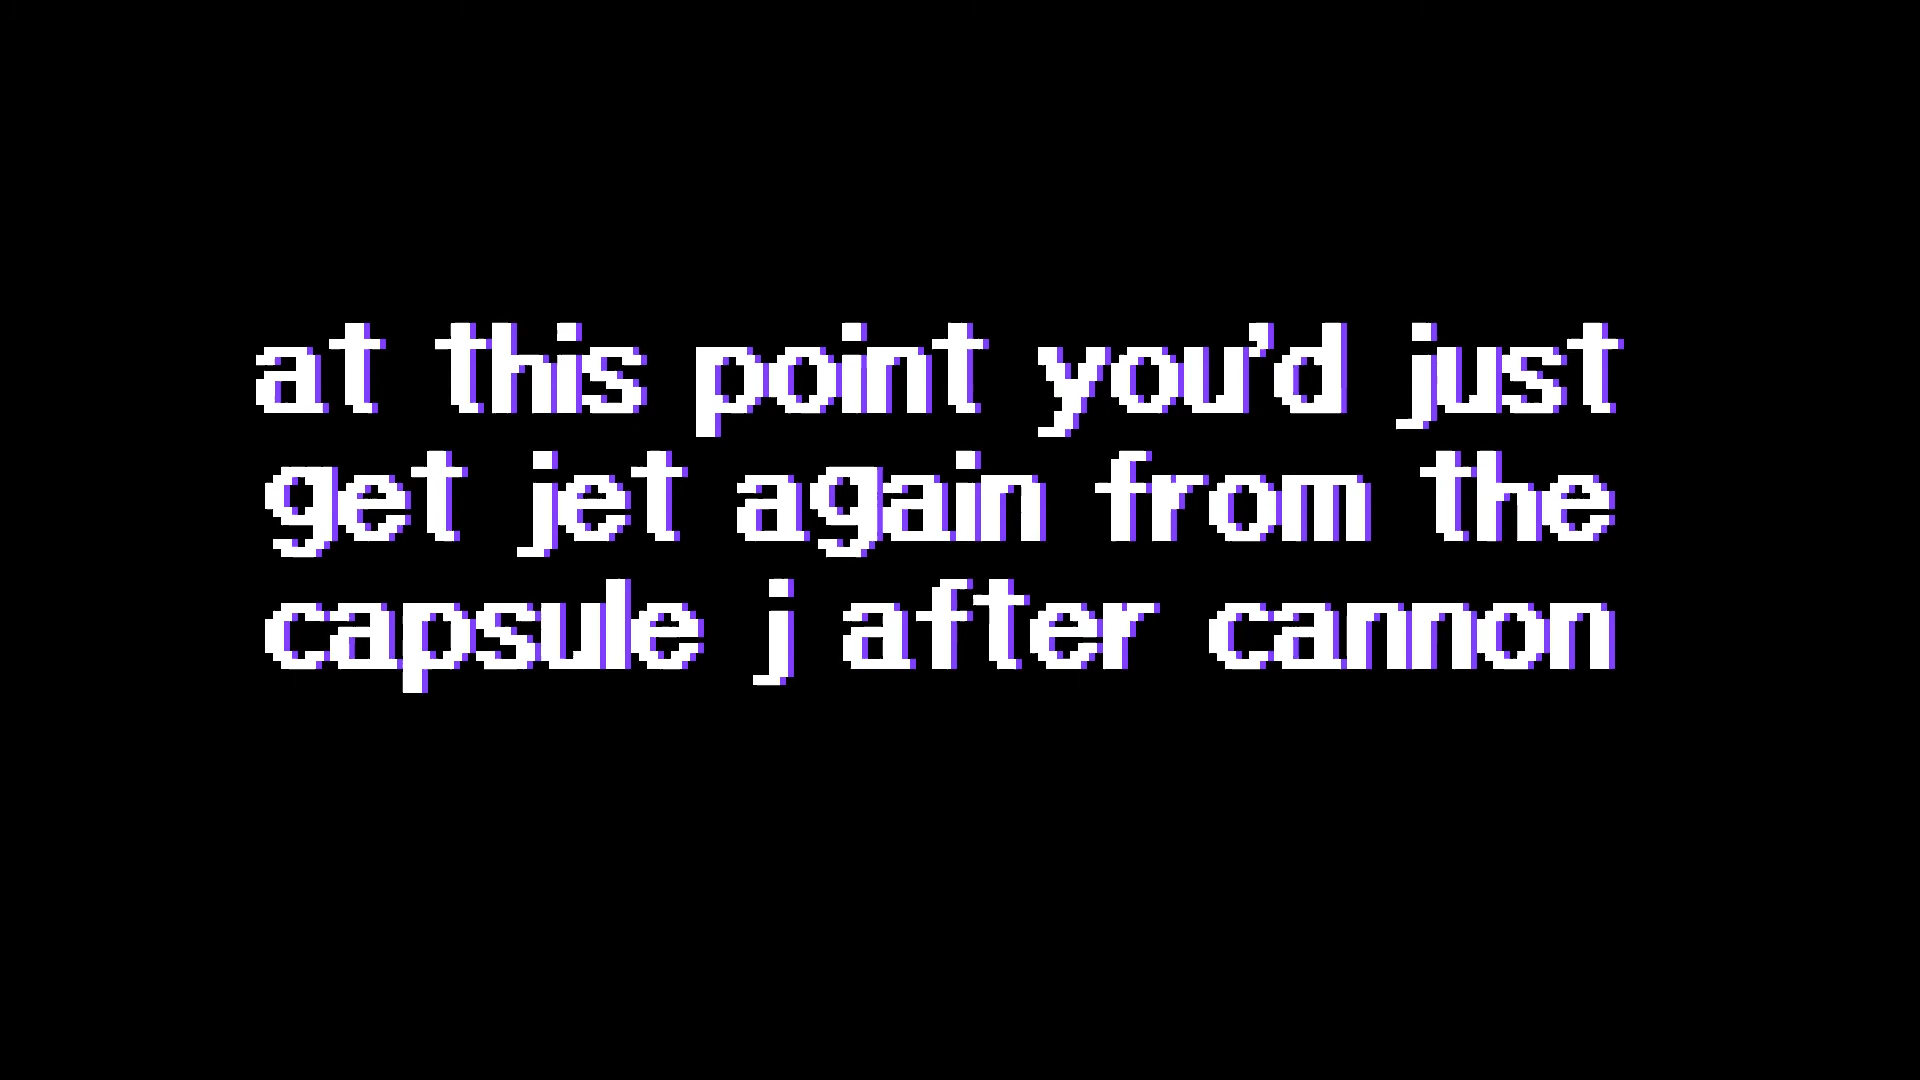 at this point you'd just
get jet again from the
capsule j after cannon